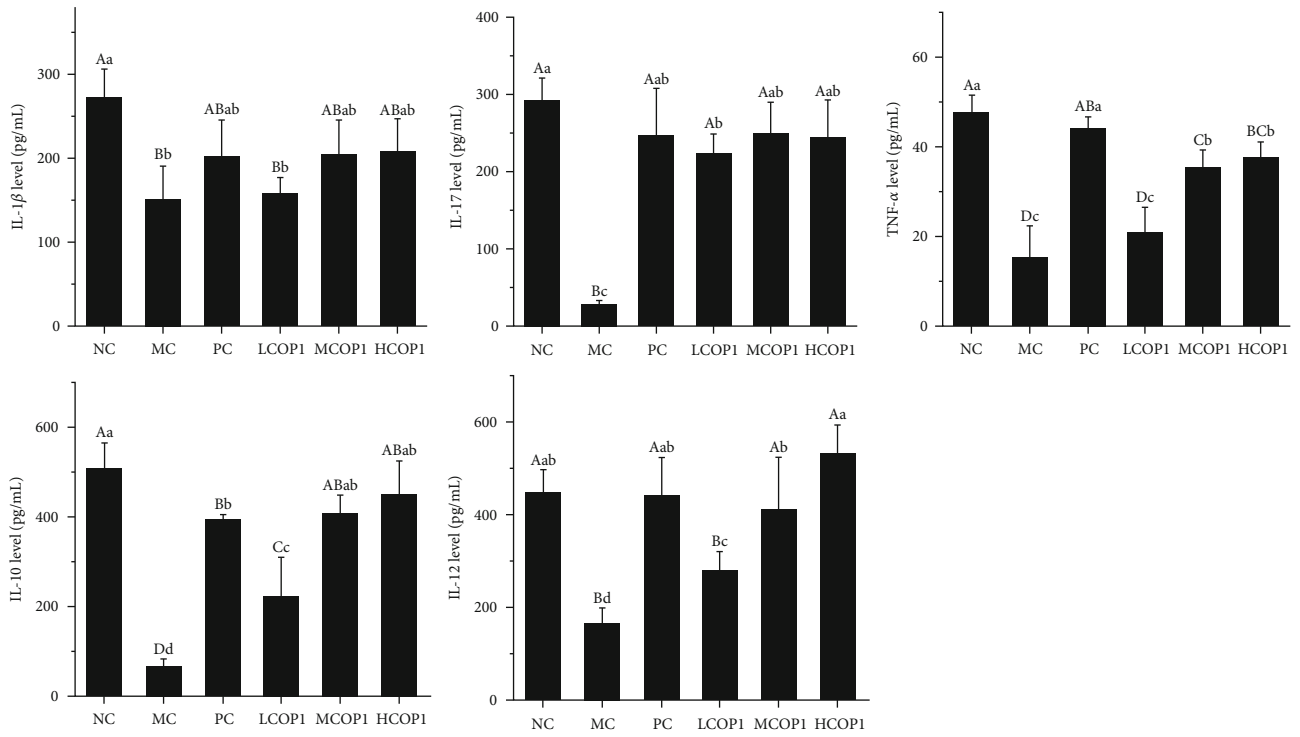 IL-1β level (pg/mL)
300
200
100
0
Aa
Bb
ABab
Bb
ABab
ABab
NC MC PC LCOP1 MCOP1 HCOP1
IL-17 level (pg/mL)
400
300
200
100
0
Aa
Bc
Aab
Ab
Aab
Aab
NC MC PC LCOP1 MCOP1 HCOP1
TNF-α level (pg/mL)
60
40
20
0
Aa
Dc
ABa
Dc
Cb
BCb
NC MC PC LCOP1 MCOP1 HCOP1
IL-10 level (pg/mL)
600
400
200
0
Aa
Dd
Bb
Cc
ABab
ABab
NC MC PC LCOP1 MCOP1 HCOP1
IL-12 level (pg/mL)
600
400
200
0
Aab
Bd
Aab
Bc
Ab
Aa
NC MC PC LCOP1 MCOP1 HCOP1